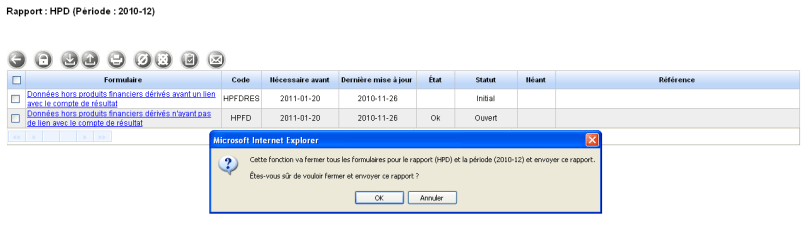 Rapport : HPD (Période : 2010-12)
Formulaire Code Nécessaire avant Dernière mise à jour État Statut Néant Référence
Données hors produits financiers dérivés ayant un lien
avec le compte de résultat
HPFDRES 2011-01-20 2010-11-26 Initial
Données hors produits financiers dérivés n'ayant pas
de lien avec le compte de résultat
HPFD 2011-01-20 2010-11-26 Ok Ouvert
Microsoft Internet Explorer
Cette fonction va fermer tous les formulaires pour le rapport (HPD) et la période (2010-12) et envoyer ce rapport.
Êtes-vous sûr de vouloir fermer et envoyer ce rapport ?
OK Annuler